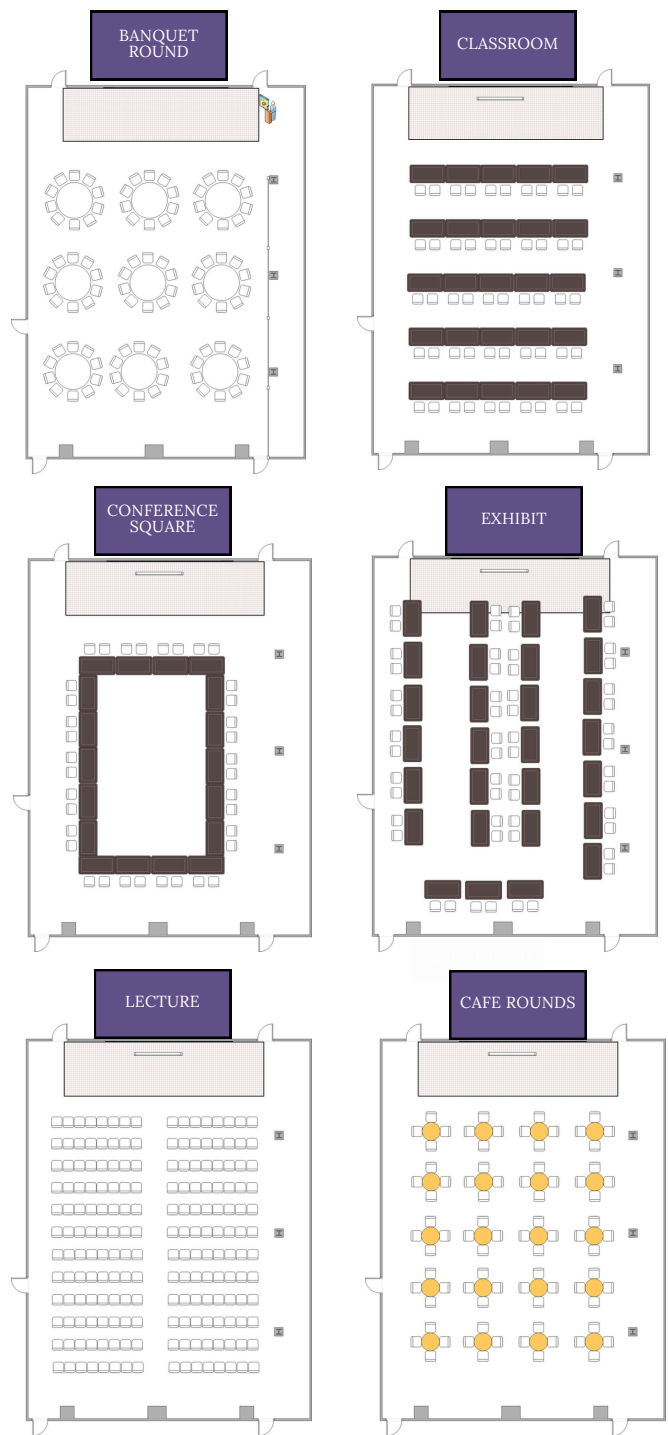 BANQUET
ROUND
CLASSROOM
CONFERENCE
SQUARE
EXHIBIT
LECTURE
CAFE ROUNDS